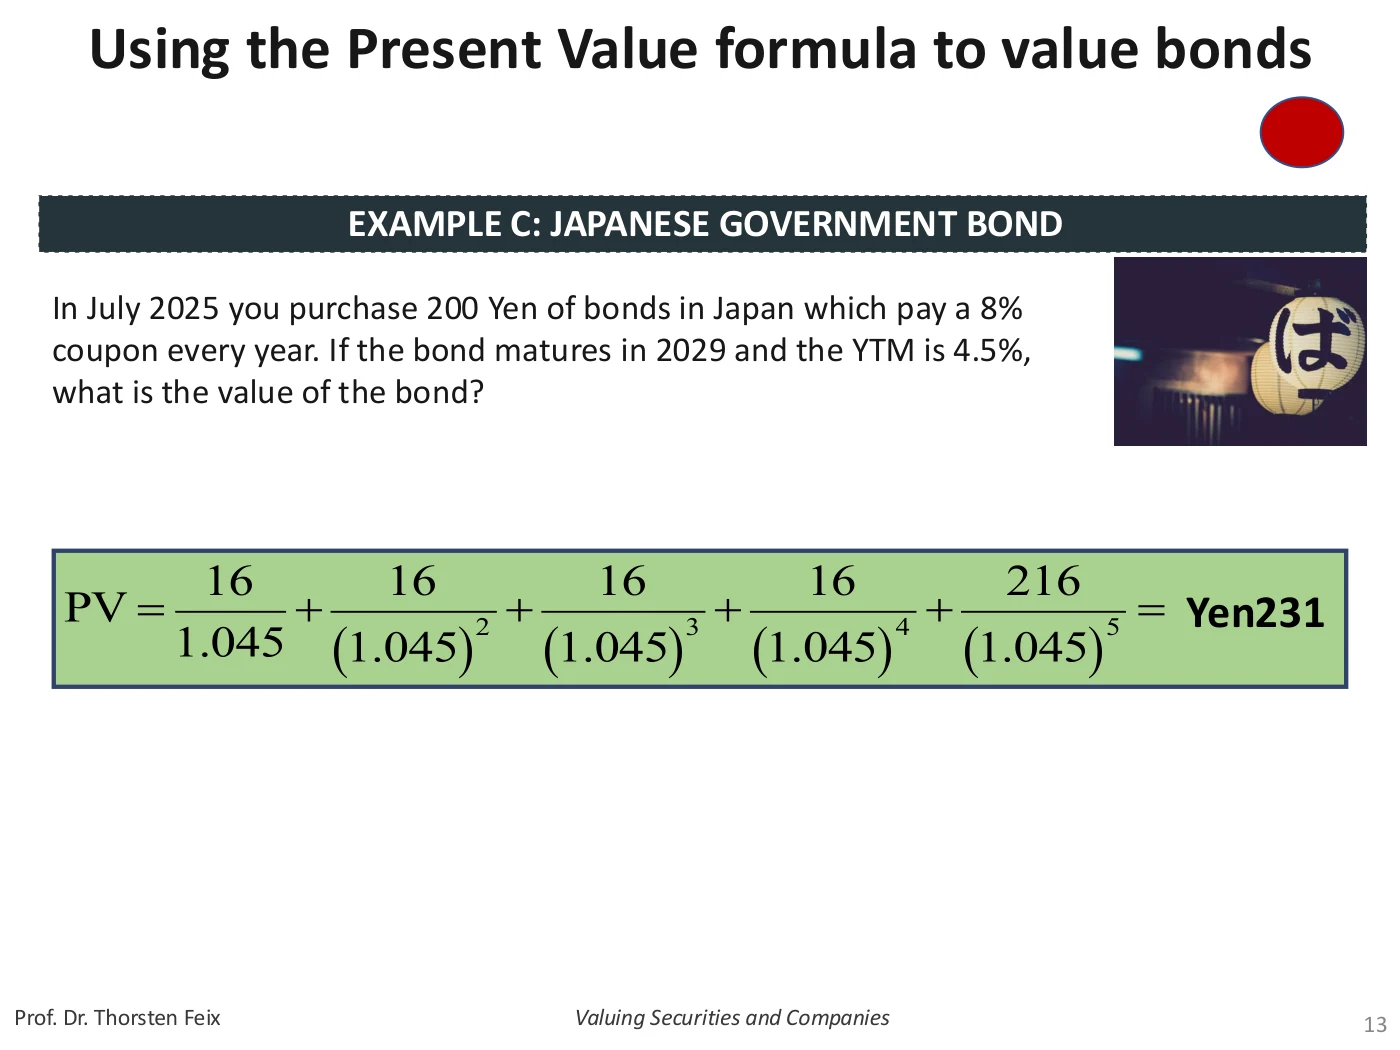 Using the Present Value formula to value bonds
EXAMPLE C: JAPANESE GOVERNMENT BOND
In July 2025 you purchase 200 Yen of bonds in Japan which pay a 8%
coupon every year. If the bond matures in 2029 and the YTM is 4.5%,
what is the value of the bond?
ば
PV = 16/1.045 + 16/(1.045)^2 + 16/(1.045)^3 + 16/(1.045)^4 + 216/(1.045)^5 = Yen231
Prof. Dr. Thorsten Feix
Valuing Securities and Companies
13